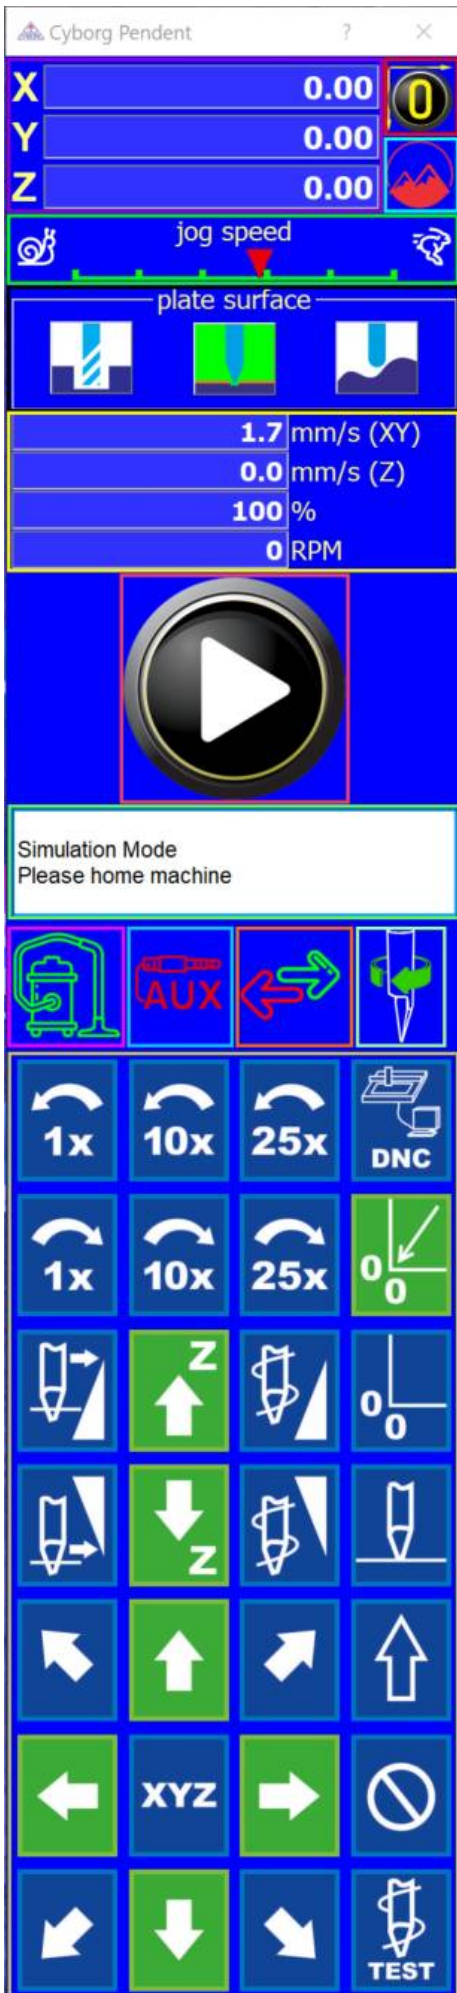 Cyborg Pendent ?
X 0.00 0
Y 0.00
Z 0.00
jog speed
plate surface
1.7 mm/s (XY)
0.0 mm/s (Z)
100 %
0 RPM
Simulation Mode
Please home machine
AUX
1x 10x 25x DNC
1x 10x 25x 0 0
Z 0 0
Z
XYZ
TEST